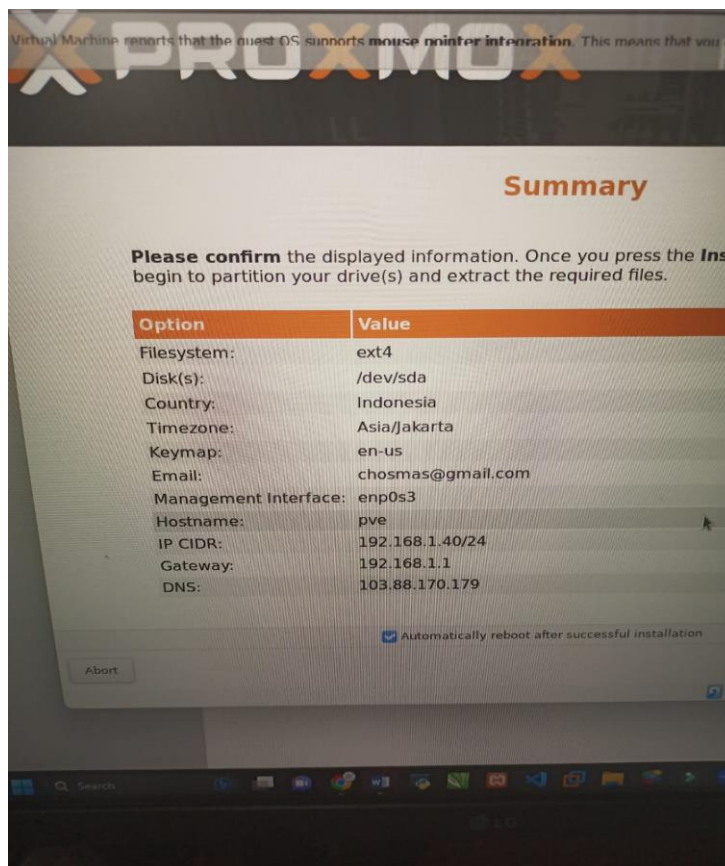 Virtual Machine reports that the guest OS supports mouse pointer integration. This means that you
PROXMOX
Summary
Please confirm the displayed information. Once you press the Ins
begin to partition your drive(s) and extract the required files.
Option Value
Filesystem: ext4
Disk(s): /dev/sda
Country: Indonesia
Timezone: Asia/Jakarta
Keymap: en-us
Email: chosmas@gmail.com
Management Interface: enp0s3
Hostname: pve
IP CIDR: 192.168.1.40/24
Gateway: 192.168.1.1
DNS: 103.88.170.179
Automatically reboot after successful installation
Abort
Search
LG